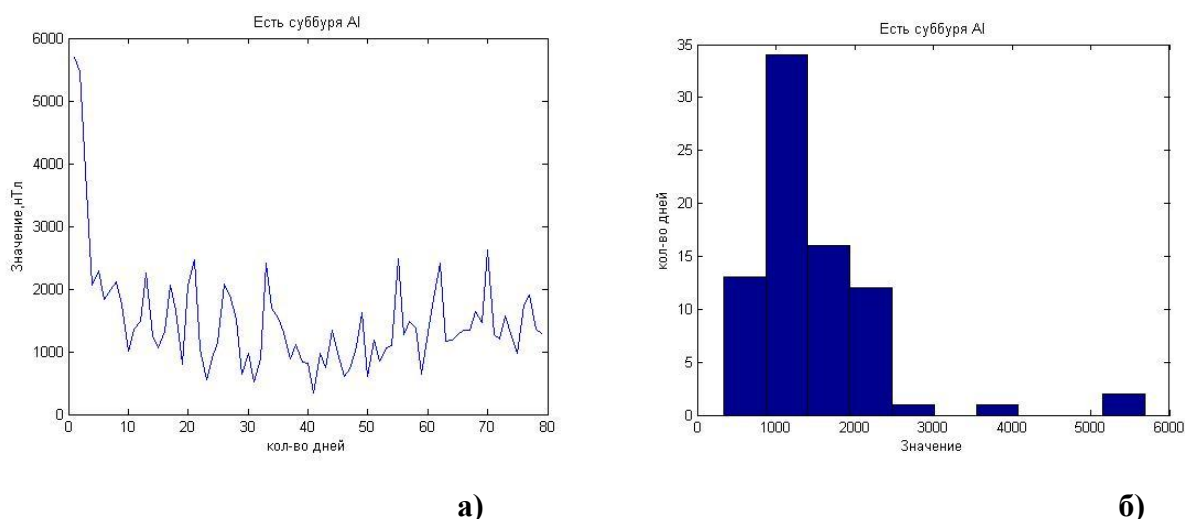 Есть суббуря AI
6000
5000
4000
3000
2000
1000
0
Значение,нТл
0 10 20 30 40 50 60 70 80
кол-во дней
а)
Есть суббуря AI
35
30
25
20
15
10
5
0
кол-во дней
0 1000 2000 3000 4000 5000 6000
Значение
б)